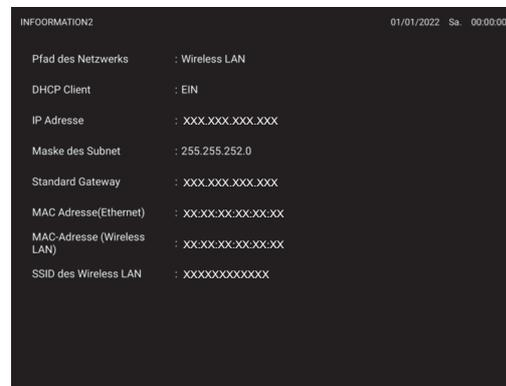 INFOORMATION2 01/01/2022 Sa. 00:00:00
Pfad des Netzwerks : Wireless LAN
DHCP Client : EIN
IP Adresse : XXX.XXX.XXX.XXX
Maske des Subnet : 255.255.252.0
Standard Gateway : XXX.XXX.XXX.XXX
MAC Adresse(Ethernet) : XX:XX:XX:XX:XX:XX
MAC-Adresse (Wireless
LAN) : XX:XX:XX:XX:XX:XX
SSID des Wireless LAN : XXXXXXXXXXXX